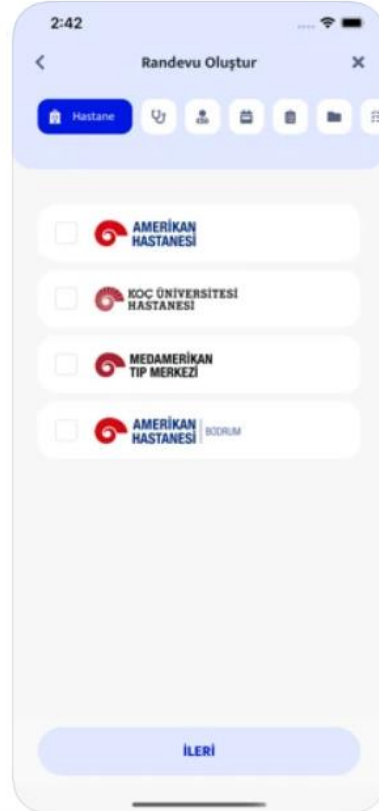 2:42
Randevu Oluştur
Hastane
AMERİKAN
HASTANESİ
KOÇ ÜNİVERSİTESİ
HASTANESİ
MEDAMERİKAN
TIP MERKEZİ
AMERİKAN
HASTANESİ BODRUM
İLERİ